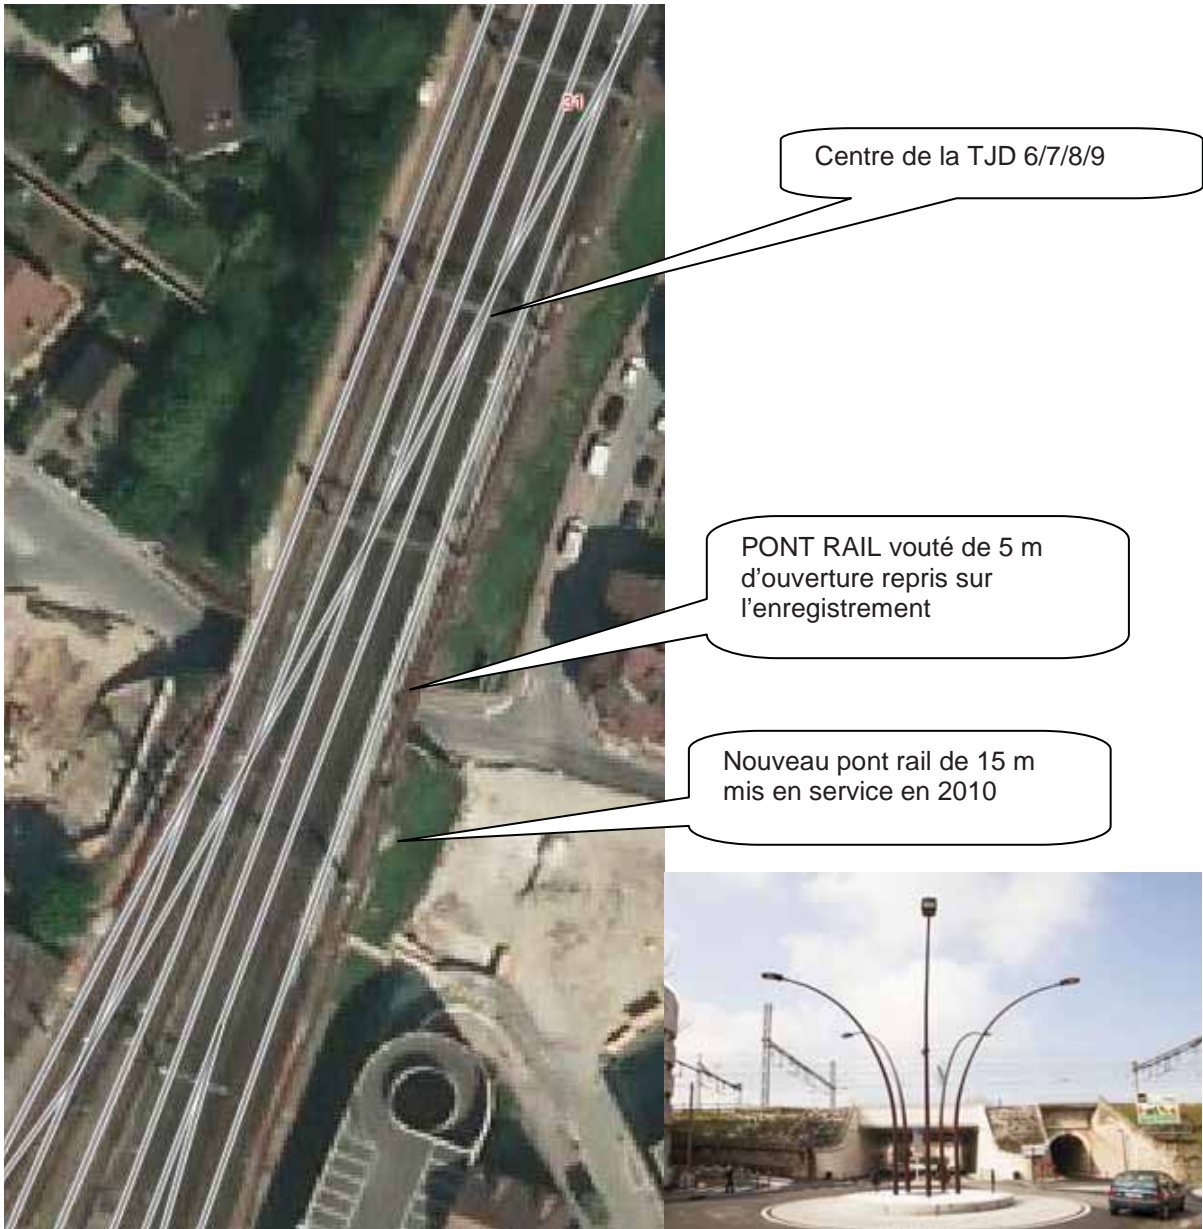 31
Centre de la TJD 6/7/8/9
PONT RAIL vouté de 5 m
d’ouverture repris sur
l’enregistrement
Nouveau pont rail de 15 m
mis en service en 2010